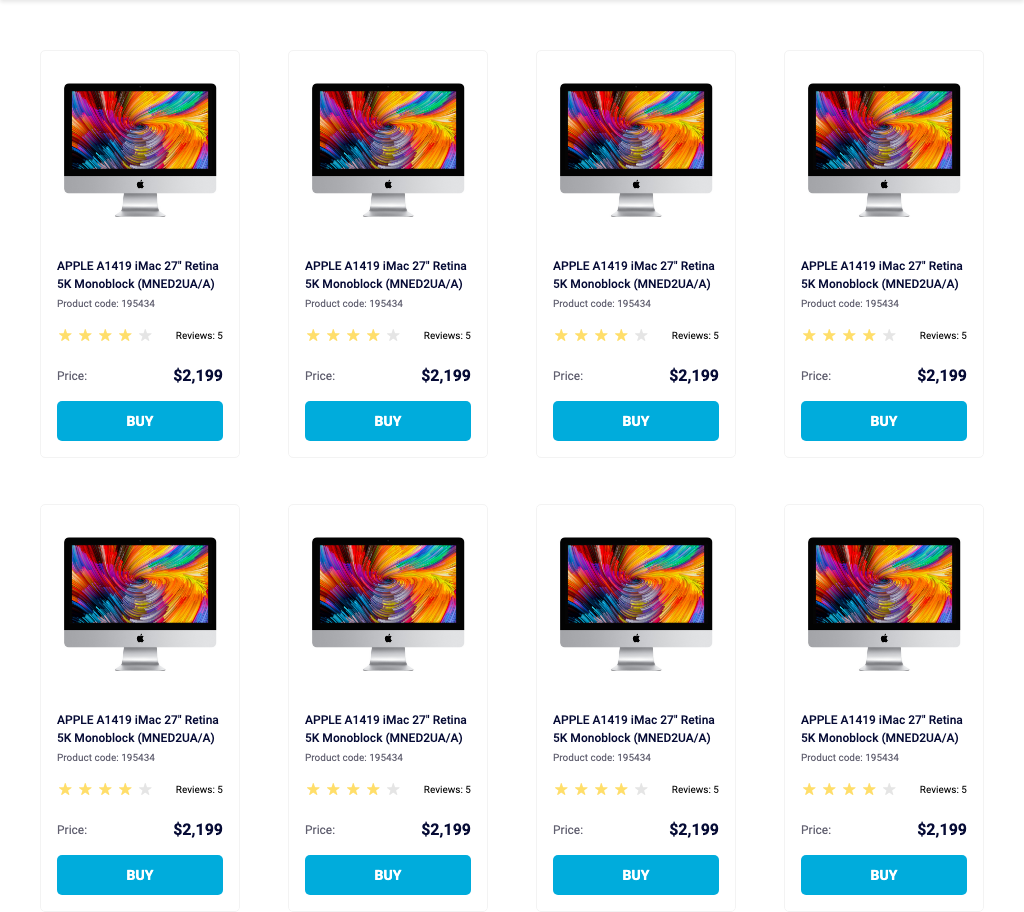 APPLE A1419 iMac 27" Retina
5K Monoblock (MNED2UA/A)
Product code: 195434
Reviews: 5
Price: $2,199
BUY
APPLE A1419 iMac 27" Retina
5K Monoblock (MNED2UA/A)
Product code: 195434
Reviews: 5
Price: $2,199
BUY
APPLE A1419 iMac 27" Retina
5K Monoblock (MNED2UA/A)
Product code: 195434
Reviews: 5
Price: $2,199
BUY
APPLE A1419 iMac 27" Retina
5K Monoblock (MNED2UA/A)
Product code: 195434
Reviews: 5
Price: $2,199
BUY
APPLE A1419 iMac 27" Retina
5K Monoblock (MNED2UA/A)
Product code: 195434
Reviews: 5
Price: $2,199
BUY
APPLE A1419 iMac 27" Retina
5K Monoblock (MNED2UA/A)
Product code: 195434
Reviews: 5
Price: $2,199
BUY
APPLE A1419 iMac 27" Retina
5K Monoblock (MNED2UA/A)
Product code: 195434
Reviews: 5
Price: $2,199
BUY
APPLE A1419 iMac 27" Retina
5K Monoblock (MNED2UA/A)
Product code: 195434
Reviews: 5
Price: $2,199
BUY